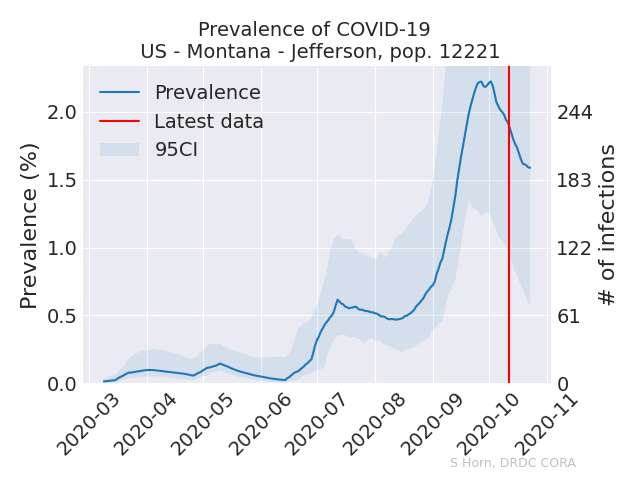 Prevalence of COVID-19
US - Montana - Jefferson, pop. 12221
Prevalence
Latest data
95CI
Prevalence (%)
2.0
1.5
1.0
0.5
0.0
# of infections
244
183
122
61
0
2020-03
2020-04
2020-05
2020-06
2020-07
2020-08
2020-09
2020-10
2020-11
S Horn, DRDC CORA